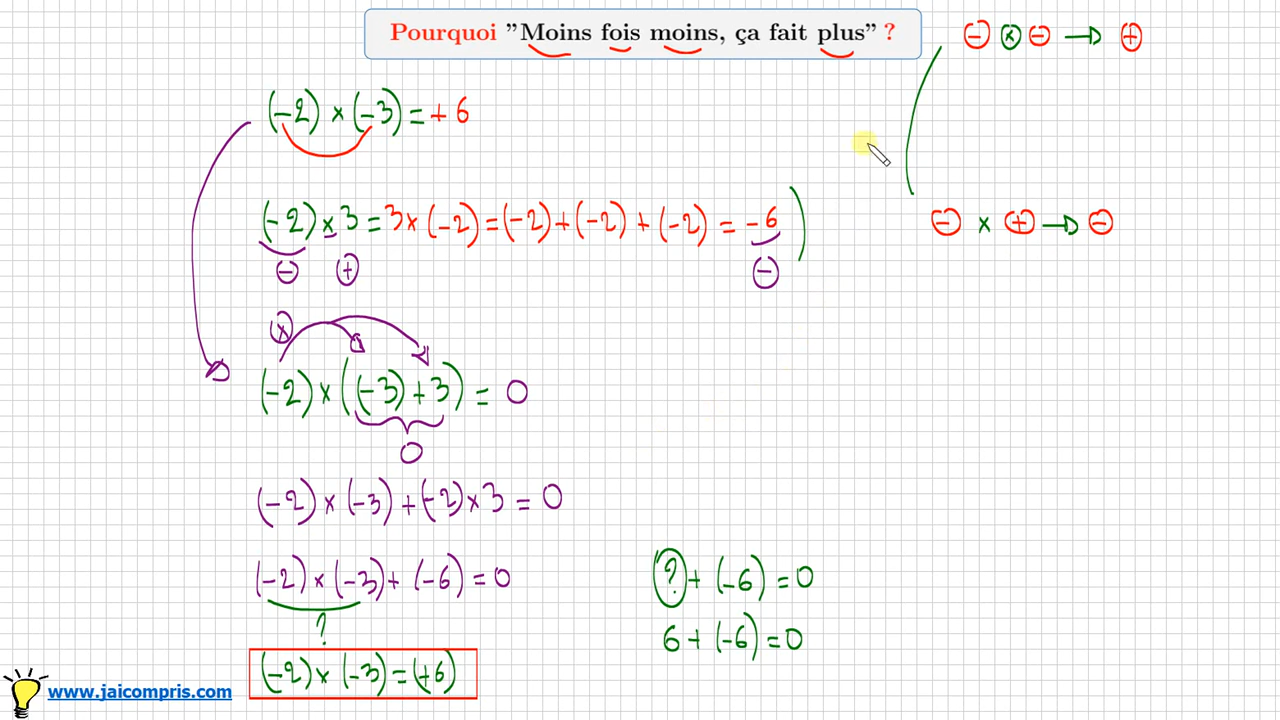 Pourquoi "Moins fois moins, ça fait plus" ?
⊖ ⊗ ⊖ → ⊕
(-2) × (-3) = +6
(-2) × 3 = 3 × (-2) = (-2) + (-2) + (-2) = -6
⊖ ⊕ ⊖
⊖ × ⊕ → ⊖
⊗
(-2) × ((-3) + 3) = 0
0
(-2) × (-3) + (-2) × 3 = 0
(-2) × (-3) + (-6) = 0
?
(-2) × (-3) = (+6)
? + (-6) = 0
6 + (-6) = 0
www.jaicompris.com